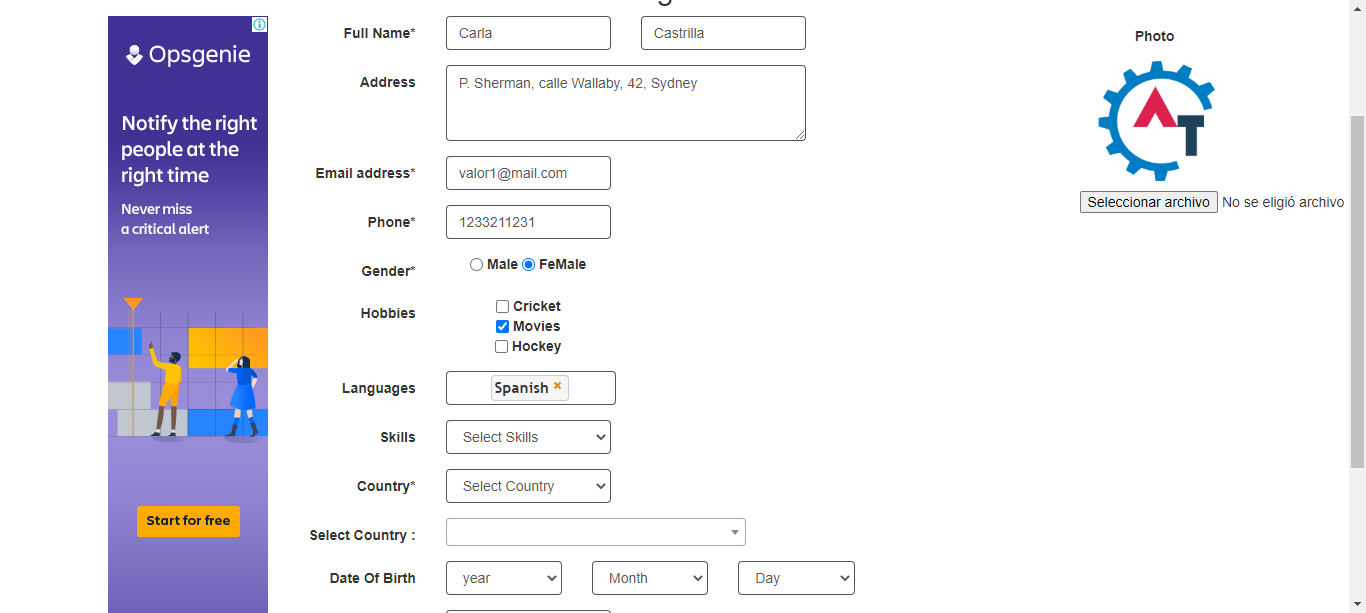 Opsgenie
Notify the right
people at the
right time
Never miss
a critical alert
Start for free
Full Name*
Carla
Castrilla
Address
P. Sherman, calle Wallaby, 42, Sydney
Email address*
valor1@mail.com
Phone*
1233211231
Gender*
Male FeMale
Hobbies
Cricket
Movies
Hockey
Languages
Spanish
Skills
Select Skills
Country*
Select Country
Select Country :
Date Of Birth
year
Month
Day
Photo
AT
Seleccionar archivo No se eligió archivo